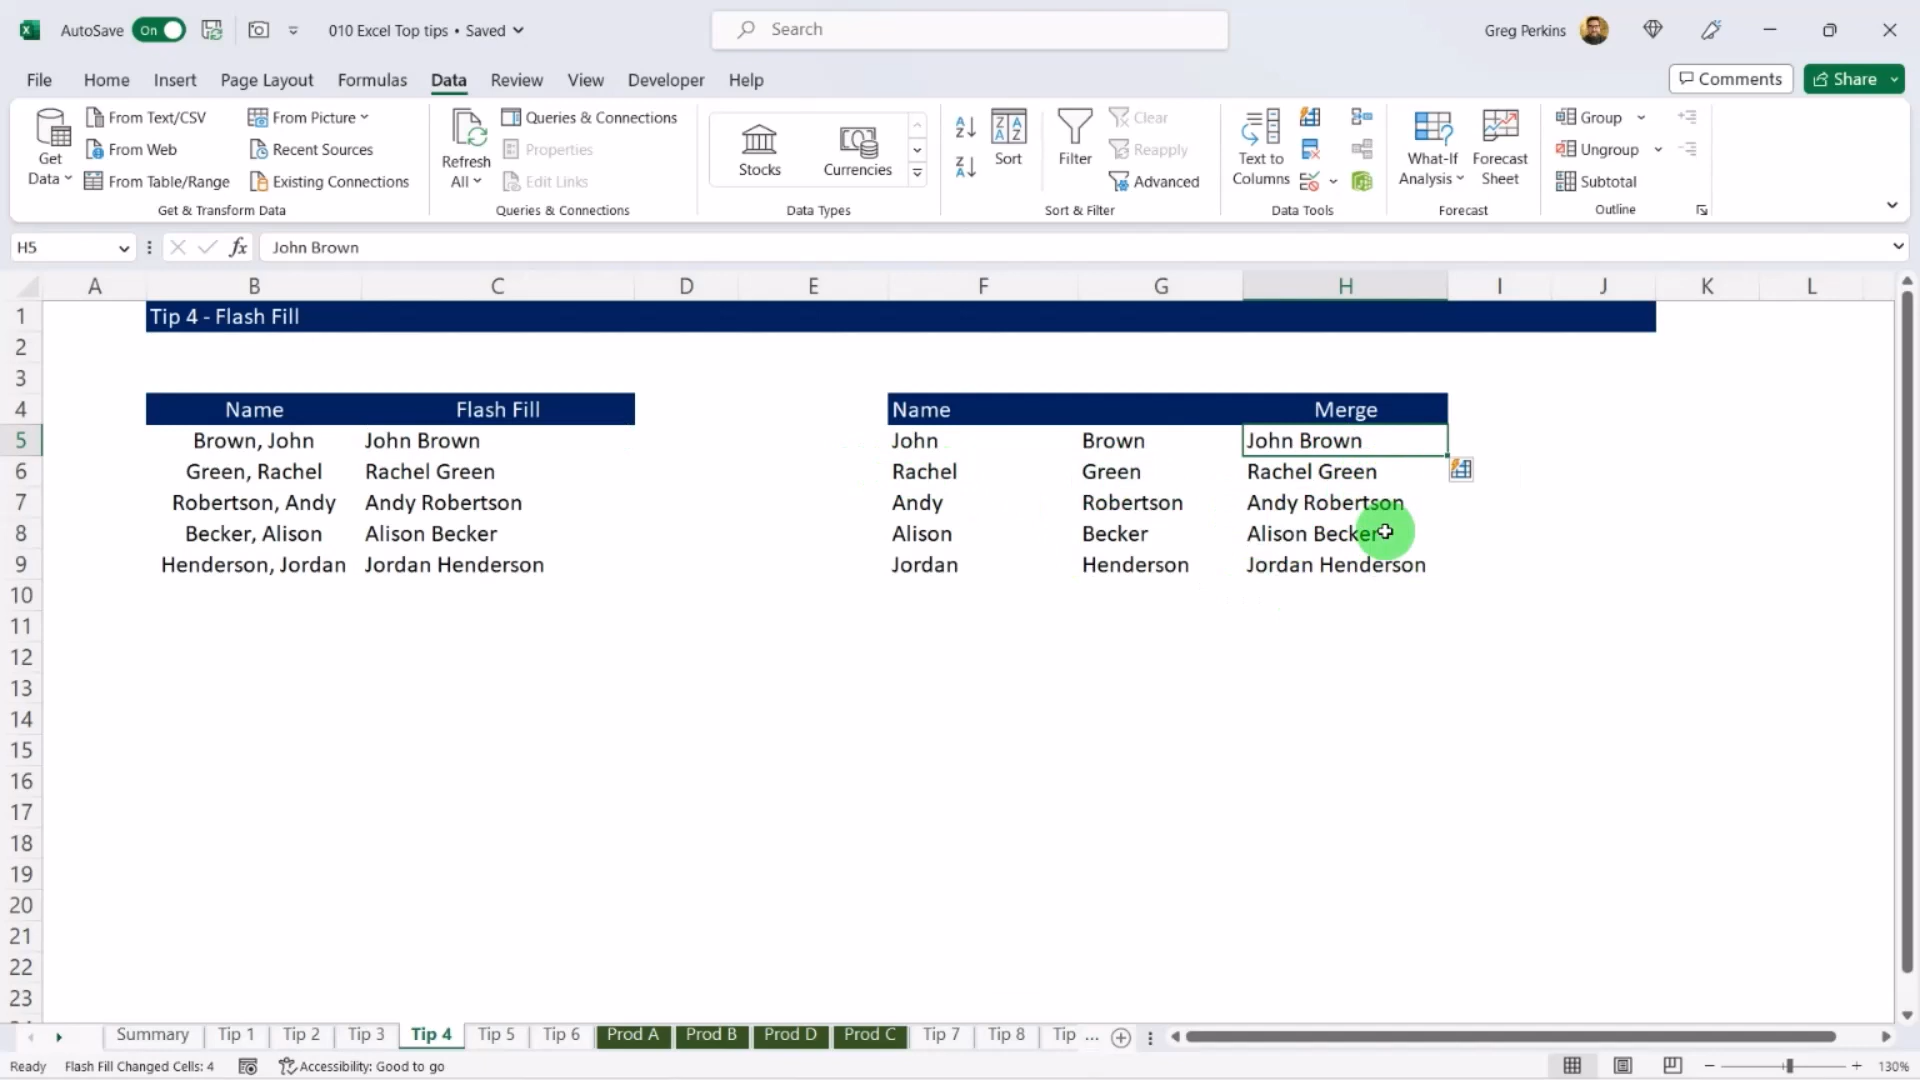 AutoSave On 010 Excel Top tips • Saved Search Greg Perkins
File Home Insert Page Layout Formulas Data Review View Developer Help Comments Share
Get Data
From Text/CSV
From Web
From Table/Range
From Picture
Recent Sources
Existing Connections
Get & Transform Data
Refresh All
Queries & Connections
Properties
Edit Links
Queries & Connections
Stocks Currencies
Data Types
Sort
Filter
Clear
Reapply
Advanced
Sort & Filter
Text to Columns
Data Tools
What-If Analysis
Forecast Sheet
Forecast
Group
Ungroup
Subtotal
Outline
H5 fx John Brown
A B C D E F G H I J K L
1 Tip 4 - Flash Fill
2
3
4 Name Flash Fill Name Merge
5 Brown, John John Brown John Brown John Brown
6 Green, Rachel Rachel Green Rachel Green Rachel Green
7 Robertson, Andy Andy Robertson Andy Robertson Andy Robertson
8 Becker, Alison Alison Becker Alison Becker Alison Becker
9 Henderson, Jordan Jordan Henderson Jordan Henderson Jordan Henderson
10
11
12
13
14
15
16
17
18
19
20
21
22
23
Summary Tip 1 Tip 2 Tip 3 Tip 4 Tip 5 Tip 6 Prod A Prod B Prod D Prod C Tip 7 Tip 8 Tip ...
Ready Flash Fill Changed Cells: 4 Accessibility: Good to go 130%